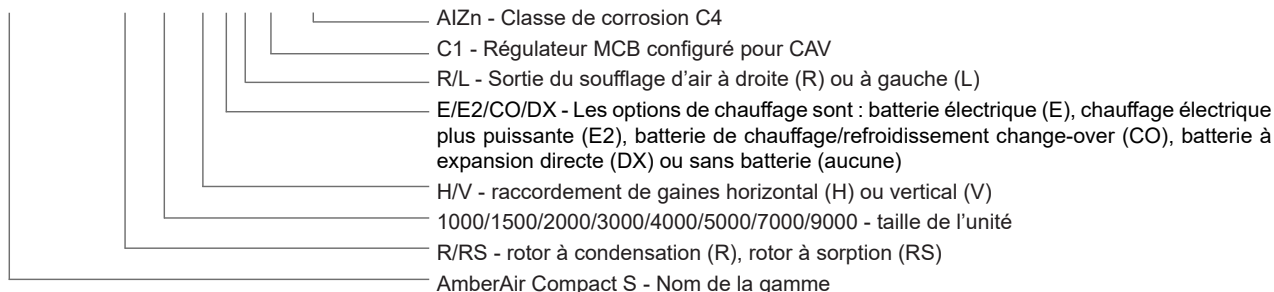 AlZn - Classe de corrosion C4
C1 - Régulateur MCB configuré pour CAV
R/L - Sortie du soufflage d'air à droite (R) ou à gauche (L)
E/E2/CO/DX - Les options de chauffage sont : batterie électrique (E), chauffage électrique
plus puissante (E2), batterie de chauffage/refroidissement change-over (CO), batterie à
expansion directe (DX) ou sans batterie (aucune)
H/V - raccordement de gaines horizontal (H) ou vertical (V)
1000/1500/2000/3000/4000/5000/7000/9000 - taille de l'unité
R/RS - rotor à condensation (R), rotor à sorption (RS)
AmberAir Compact S - Nom de la gamme